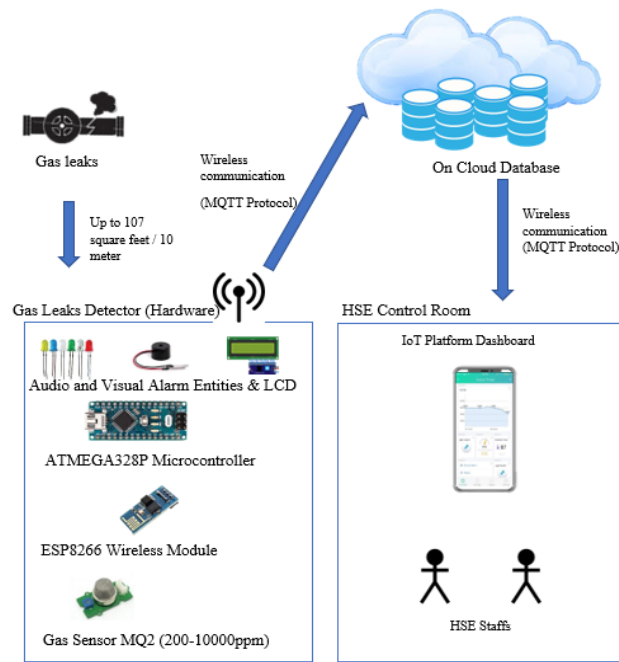 Gas leaks
Up to 107
square feet / 10
meter
Wireless
communication
(MQTT Protocol)
On Cloud Database
Wireless
communication
(MQTT Protocol)
Gas Leaks Detector (Hardware)
Audio and Visual Alarm Entities & LCD
ATMEGA328P Microcontroller
ESP8266 Wireless Module
Gas Sensor MQ2 (200-10000ppm)
HSE Control Room
IoT Platform Dashboard
HSE Staffs